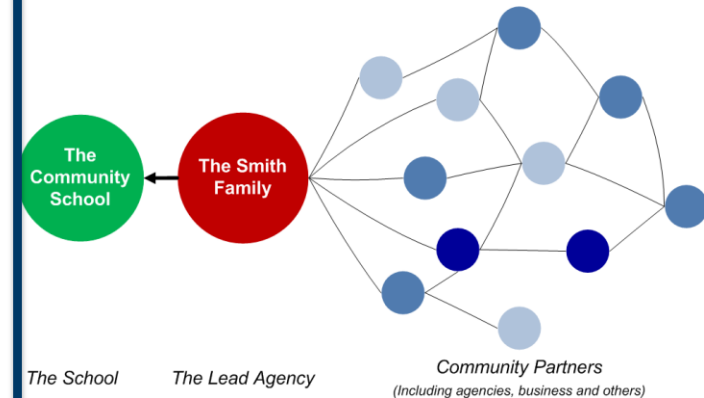 The
Community
School
The Smith
Family
The School
The Lead Agency
Community Partners
(Including agencies, business and others)